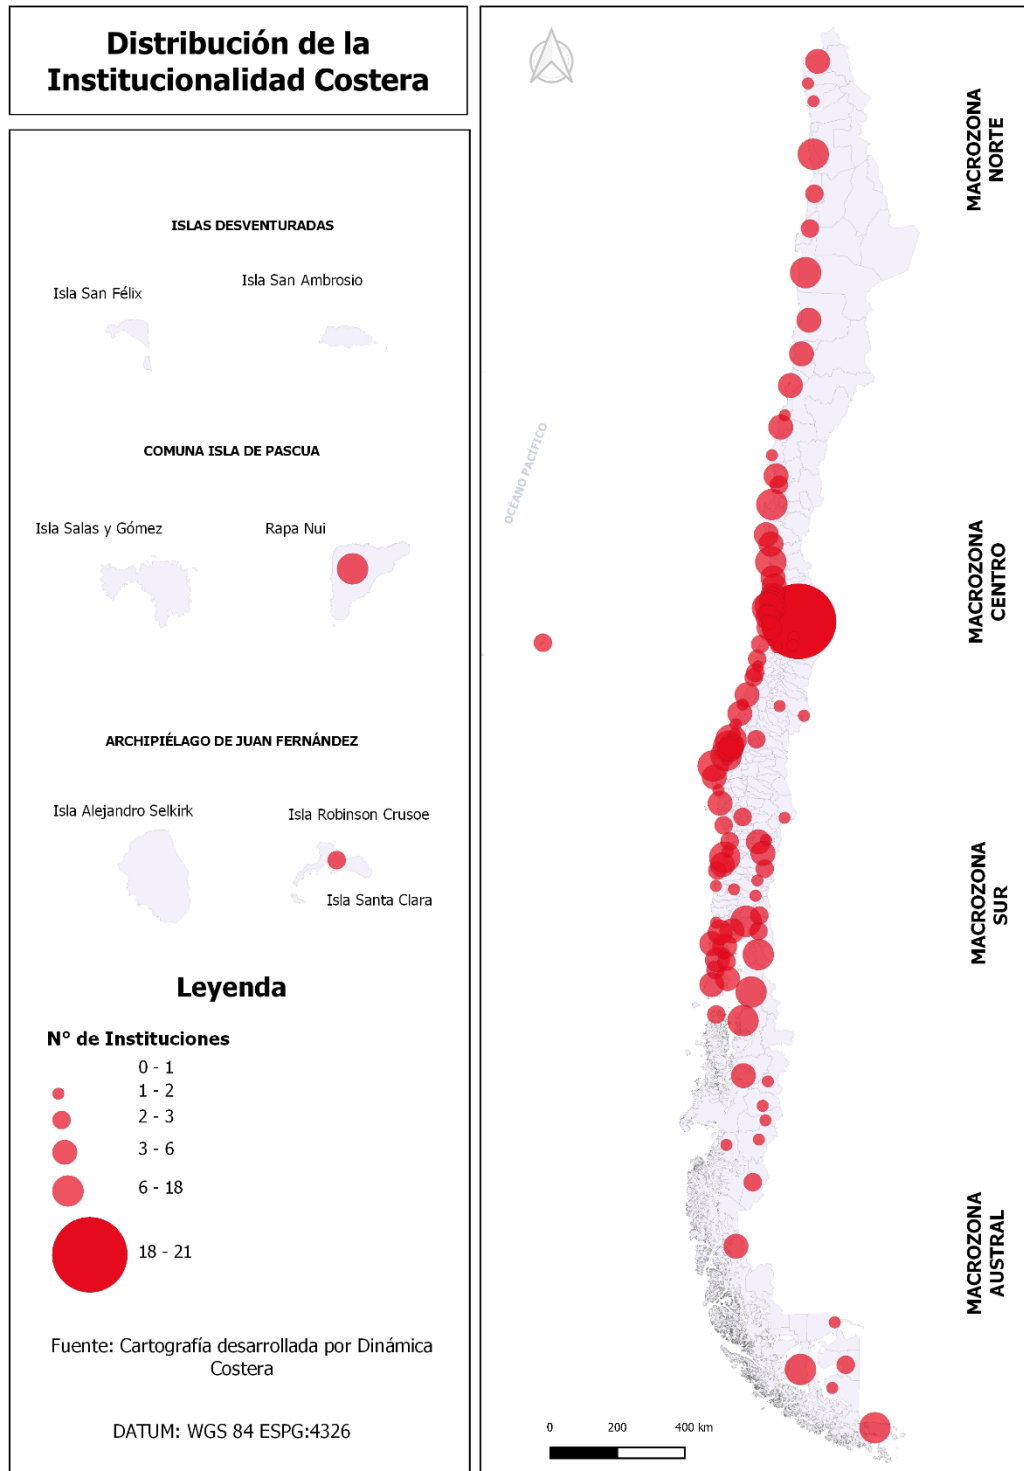 Distribución de la
Institucionalidad Costera
ISLAS DESVENTURADAS
Isla San Félix
Isla San Ambrosio
COMUNA ISLA DE PASCUA
Isla Salas y Gómez
Rapa Nui
ARCHIPIÉLAGO DE JUAN FERNÁNDEZ
Isla Alejandro Selkirk
Isla Robinson Crusoe
Isla Santa Clara
Leyenda
N° de Instituciones
0 - 1
1 - 2
2 - 3
3 - 6
6 - 18
18 - 21
Fuente: Cartografía desarrollada por Dinámica
Costera
DATUM: WGS 84 ESPG:4326
OCÉANO PACÍFICO
MACROZONA
NORTE
MACROZONA
CENTRO
MACROZONA
SUR
MACROZONA
AUSTRAL
0 200 400 km